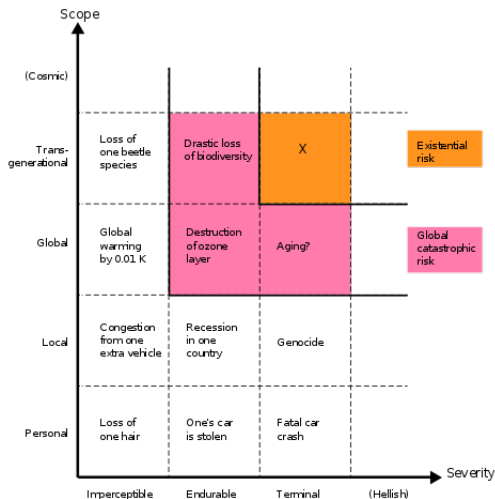 Scope
(Cosmic)
Trans-
generational
Loss of
one beetle
species
Drastic loss
of biodiversity
X
Existential
risk
Global
Global
warming
by 0.01 K
Destruction
of ozone
layer
Aging?
Global
catastrophic
risk
Local
Congestion
from one
extra vehicle
Recession
in one
country
Genocide
Personal
Loss of
one hair
One's car
is stolen
Fatal car
crash
Severity
Imperceptible
Endurable
Terminal
(Hellish)